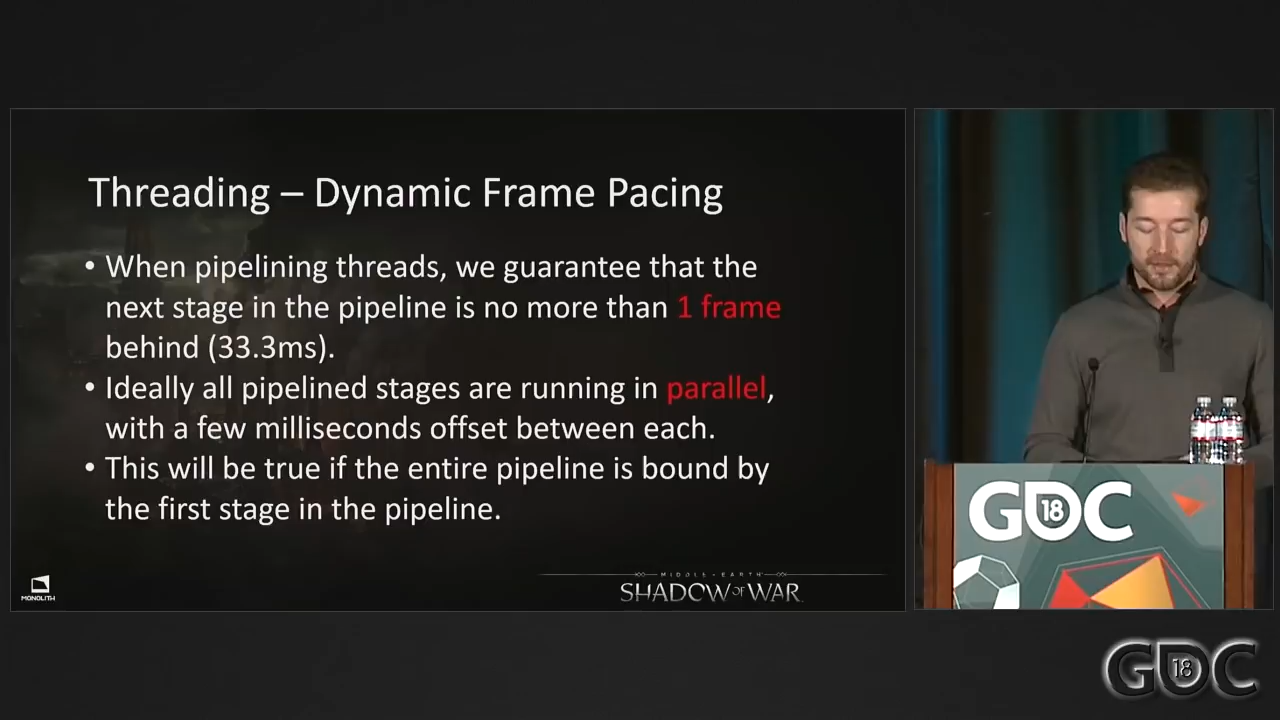 Threading – Dynamic Frame Pacing
• When pipelining threads, we guarantee that the
next stage in the pipeline is no more than 1 frame
behind (33.3ms).
• Ideally all pipelined stages are running in parallel,
with a few milliseconds offset between each.
• This will be true if the entire pipeline is bound by
the first stage in the pipeline.
MONOLITH
MIDDLE-EARTH
SHADOW OF WAR
GDC 18
GDC 18